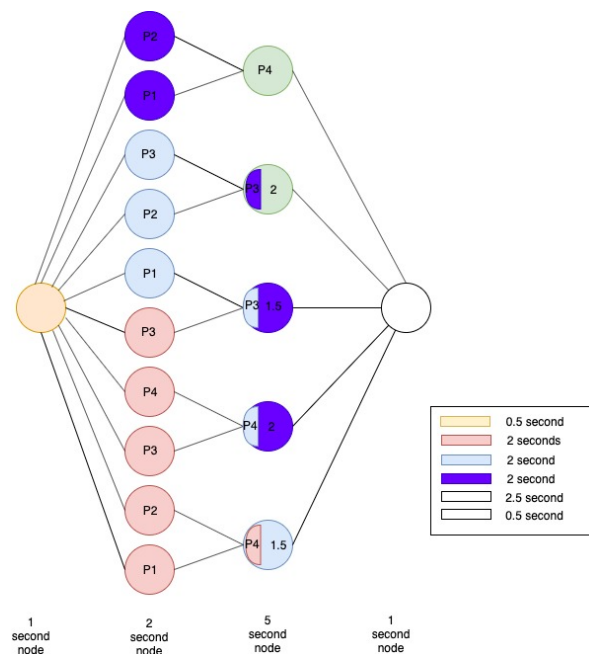 P2
P4
P1
P3
P3 2
P2
P1
P3 1.5
P3
P4
P4 2
P3
P2
P4 1.5
P1
0.5 second
2 seconds
2 second
2 second
2.5 second
0.5 second
1
second
node
2
second
node
5
second
node
1
second
node